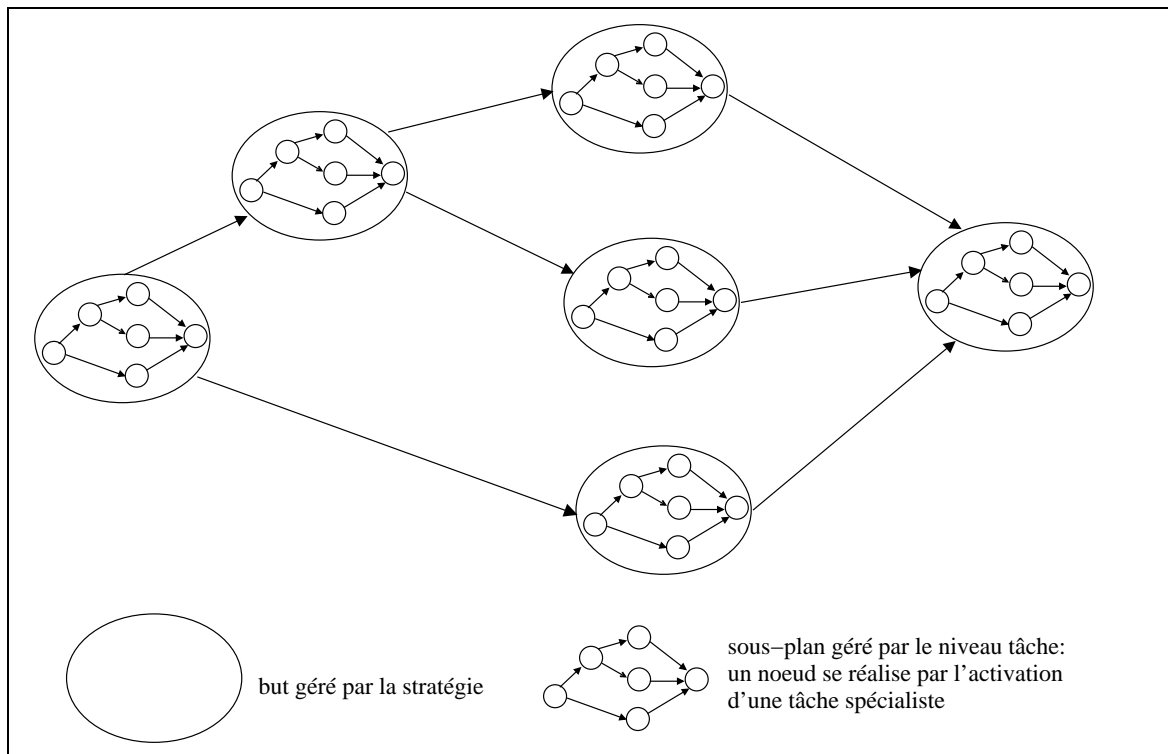 but géré par la stratégie
sous−plan géré par le niveau tâche:
un noeud se réalise par l'activation
d'une tâche spécialiste